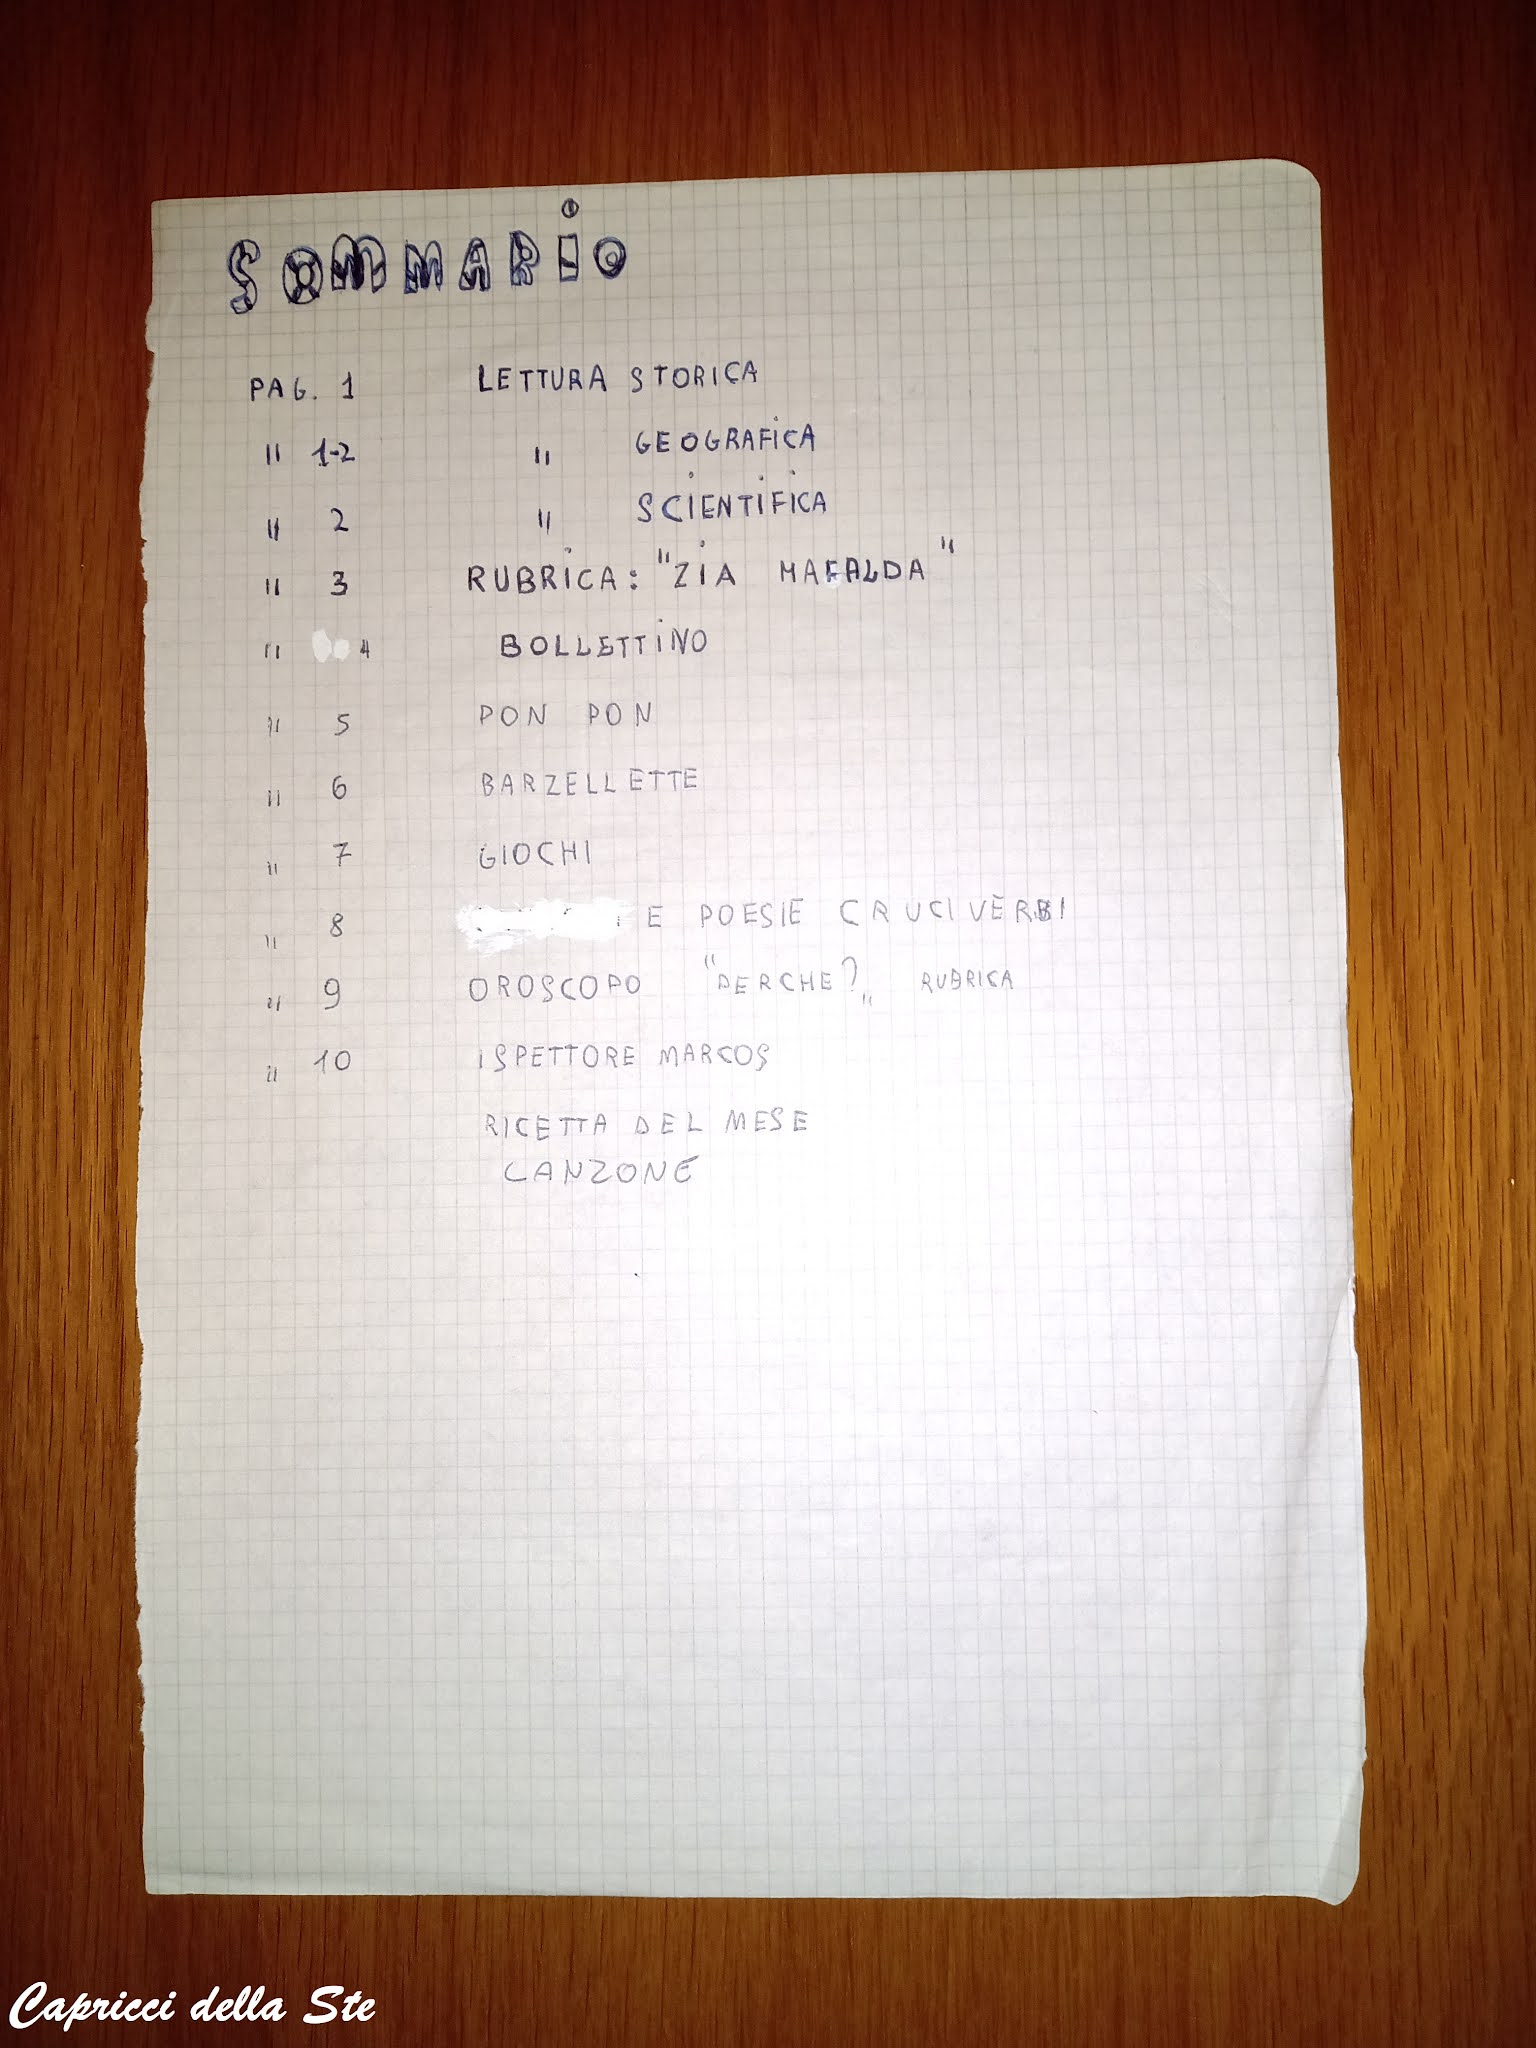 SOMMARiO
PAG. 1 LETTURA STORICA
" 1-2 " GEOGRAFiCA
" 2 " SCiENTiFiCA
" 3 RUBRiCA: "ZiA MAFALDA"
" 4 BOLLETTiNO
" 5 PON PON
" 6 BARZELLETTE
" 7 GIOCHI
" 8 E POESIE CRUCIVERBI
" 9 OROSCOPO "PERCHE?" RUBRICA
" 10 ISPETTORE MARCOS
RICETTA DEL MESE
CANZONE
Capricci della Ste